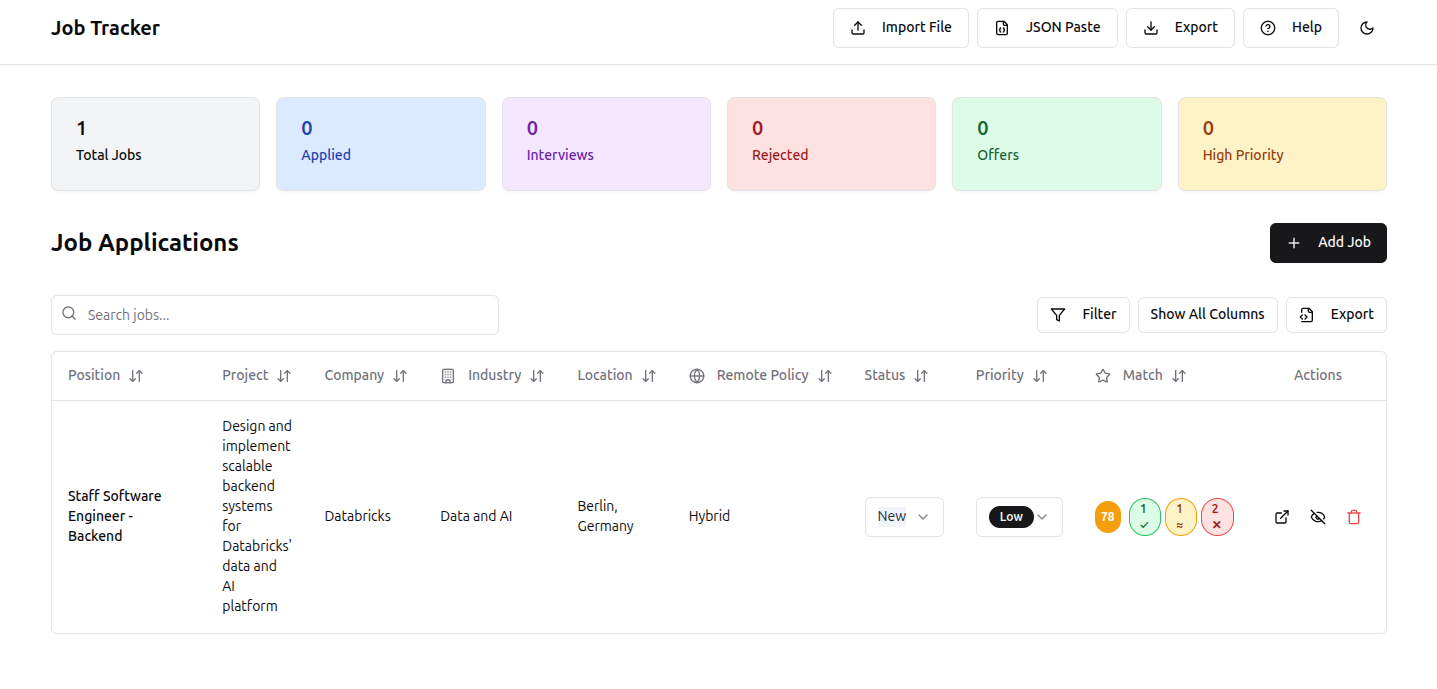 Job Tracker
Import File
JSON Paste
Export
Help
1
Total Jobs
0
Applied
0
Interviews
0
Rejected
0
Offers
0
High Priority
Job Applications
Add Job
Search jobs...
Filter
Show All Columns
Export
Position
Project
Company
Industry
Location
Remote Policy
Status
Priority
Match
Actions
Staff Software
Engineer -
Backend
Design and
implement
scalable
backend
systems
for
Databricks'
data and
AI
platform
Databricks
Data and AI
Berlin,
Germany
Hybrid
New
Low
78
1
✓
1
≈
2
✕